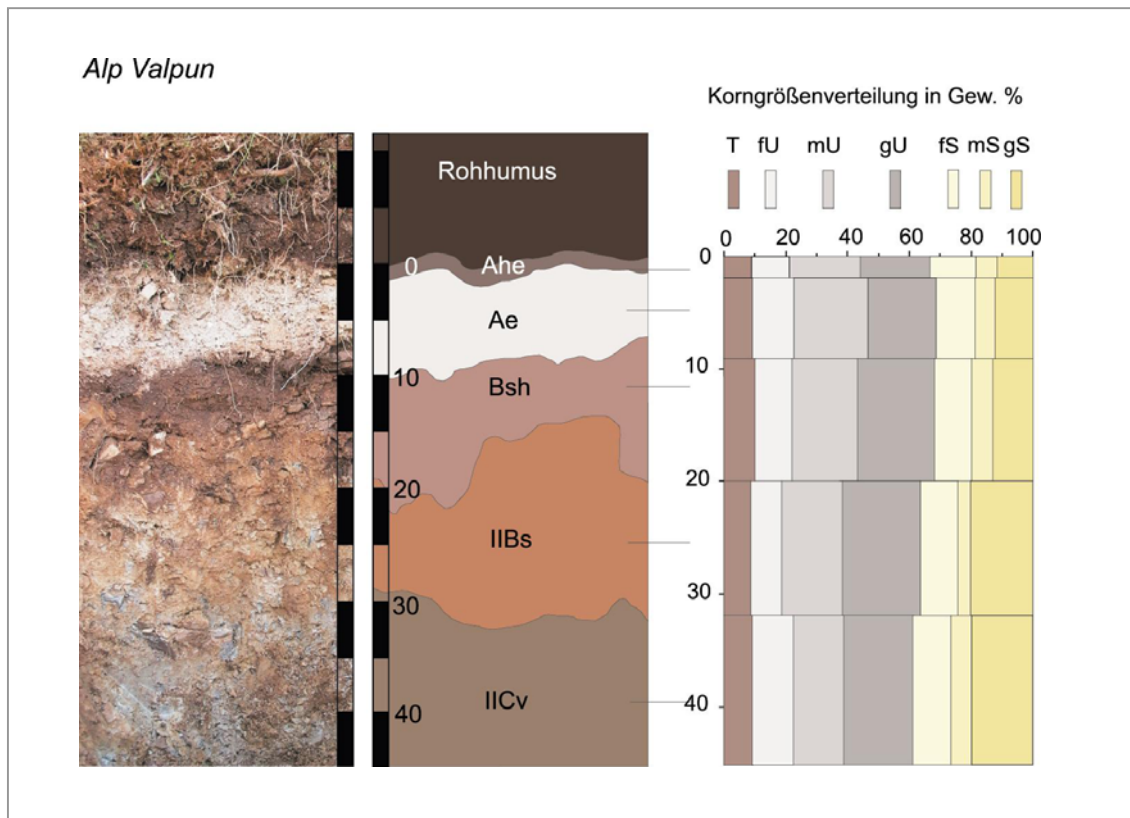 Alp Valpun
Korngrößenverteilung in Gew. %
T fU mU gU fS mS gS
Rohhumus
0 20 40 60 80 100
0
0
Ahe
Ae
10
10
Bsh
20
20
IIBs
30
30
IICv
40
40